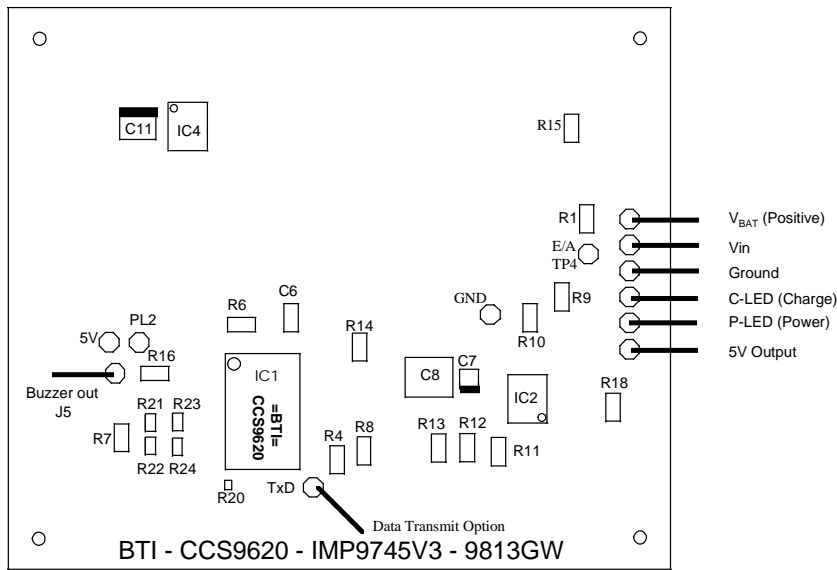 C11
IC4
R15
R1
V_BAT (Positive)
E/A
TP4
Vin
Ground
R9
C-LED (Charge)
GND
R6
C6
R10
P-LED (Power)
5V
PL2
R14
5V Output
R16
IC1
C8
C7
IC2
Buzzer out
J5
=BTI=
CCS9620
R18
R21
R23
R7
R22
R24
R4
R8
R13
R12
R11
R20
TxD
Data Transmit Option
BTI - CCS9620 - IMP9745V3 - 9813GW